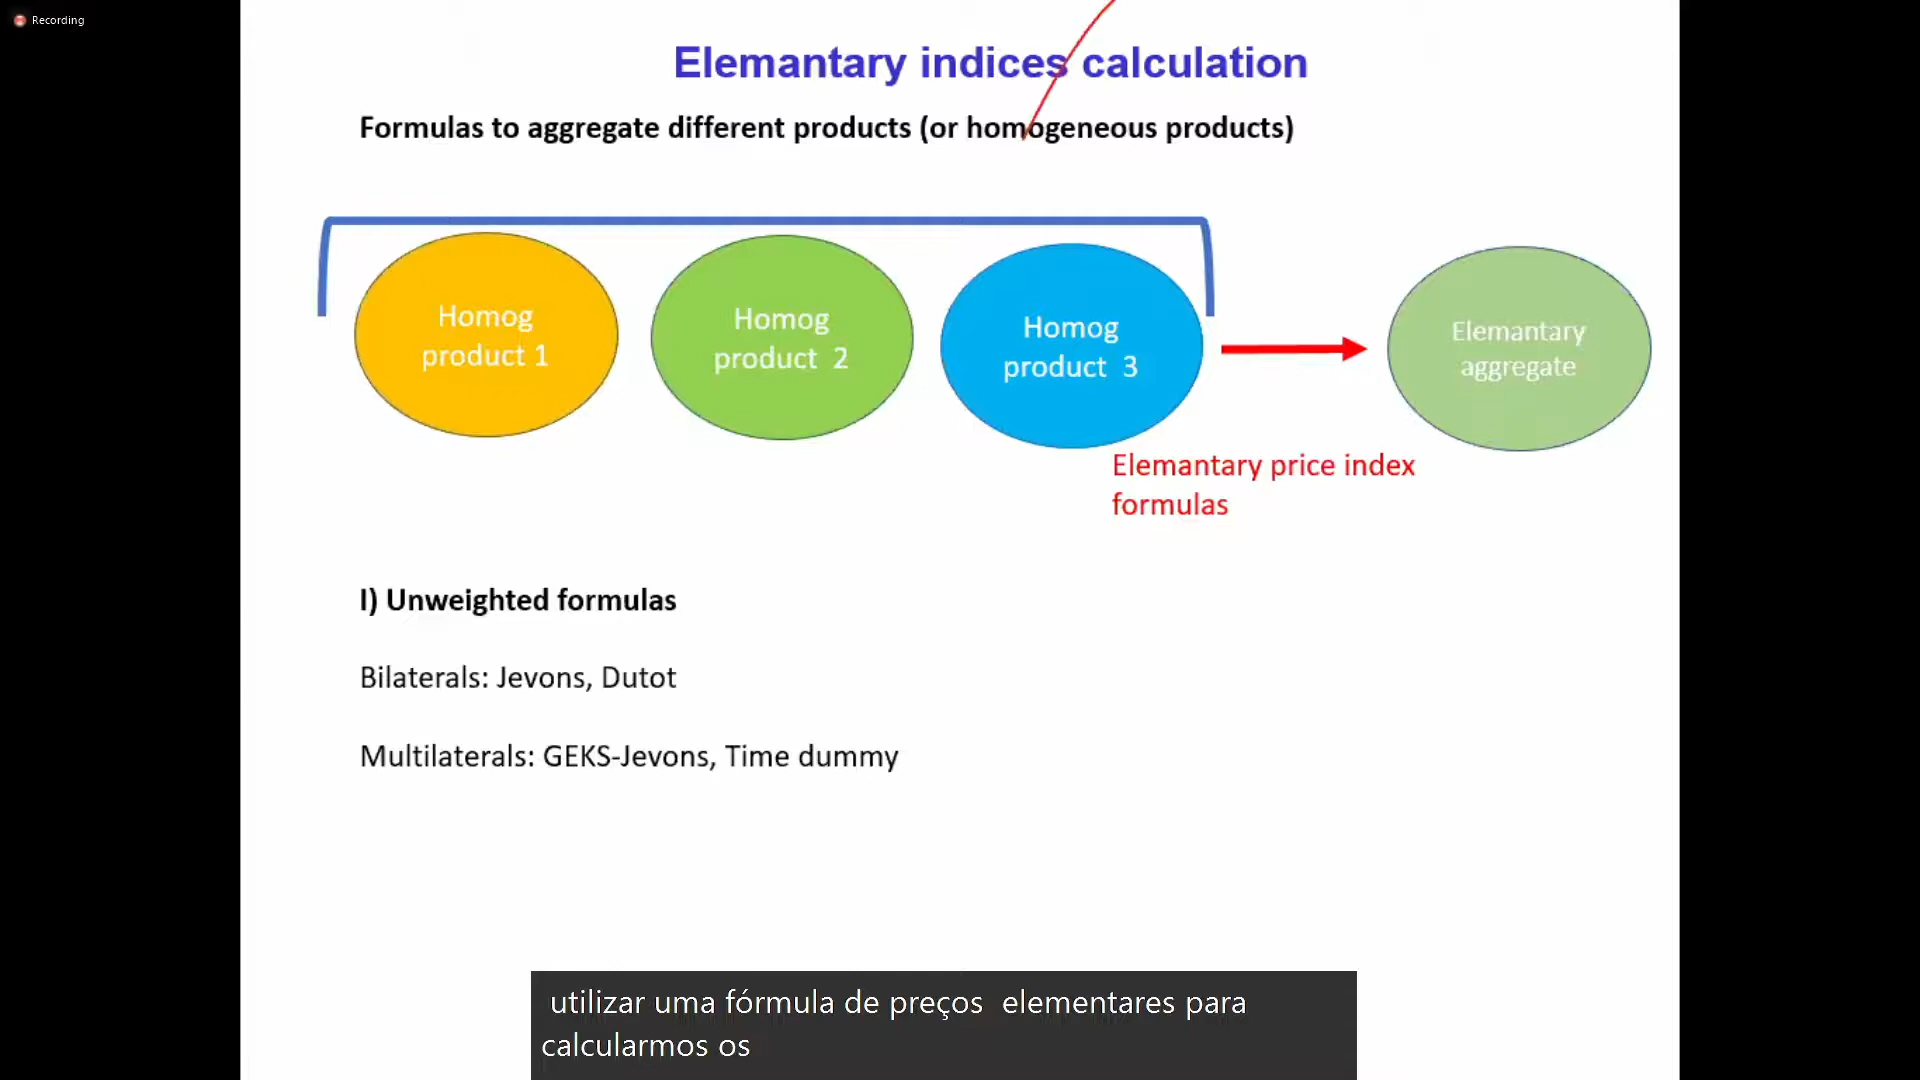 Recording
Elemantary indices calculation
Formulas to aggregate different products (or homogeneous products)
Homog
product 1
Homog
product 2
Homog
product 3
Elemantary
aggregate
Elemantary price index
formulas
I) Unweighted formulas
Bilaterals: Jevons, Dutot
Multilaterals: GEKS-Jevons, Time dummy
utilizar uma fórmula de preços elementares para
calcularmos os